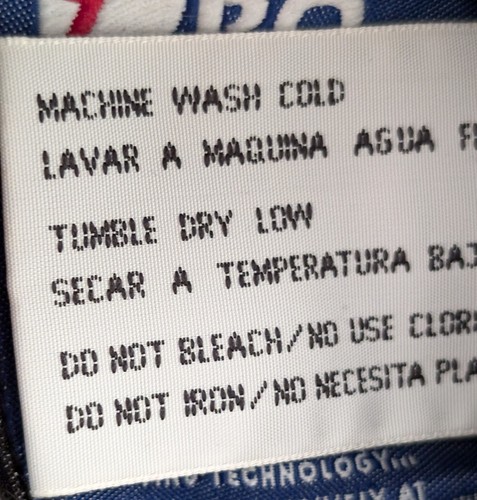 RO
MACHINE WASH COLD
LAVAR A MAQUINA AGUA
TUMBLE DRY LOW
SECAR A TEMPERATURA
DO NOT BLEACH/NO USE
DO NOT IRON/NO NECESITA
TECHNOLOGY...